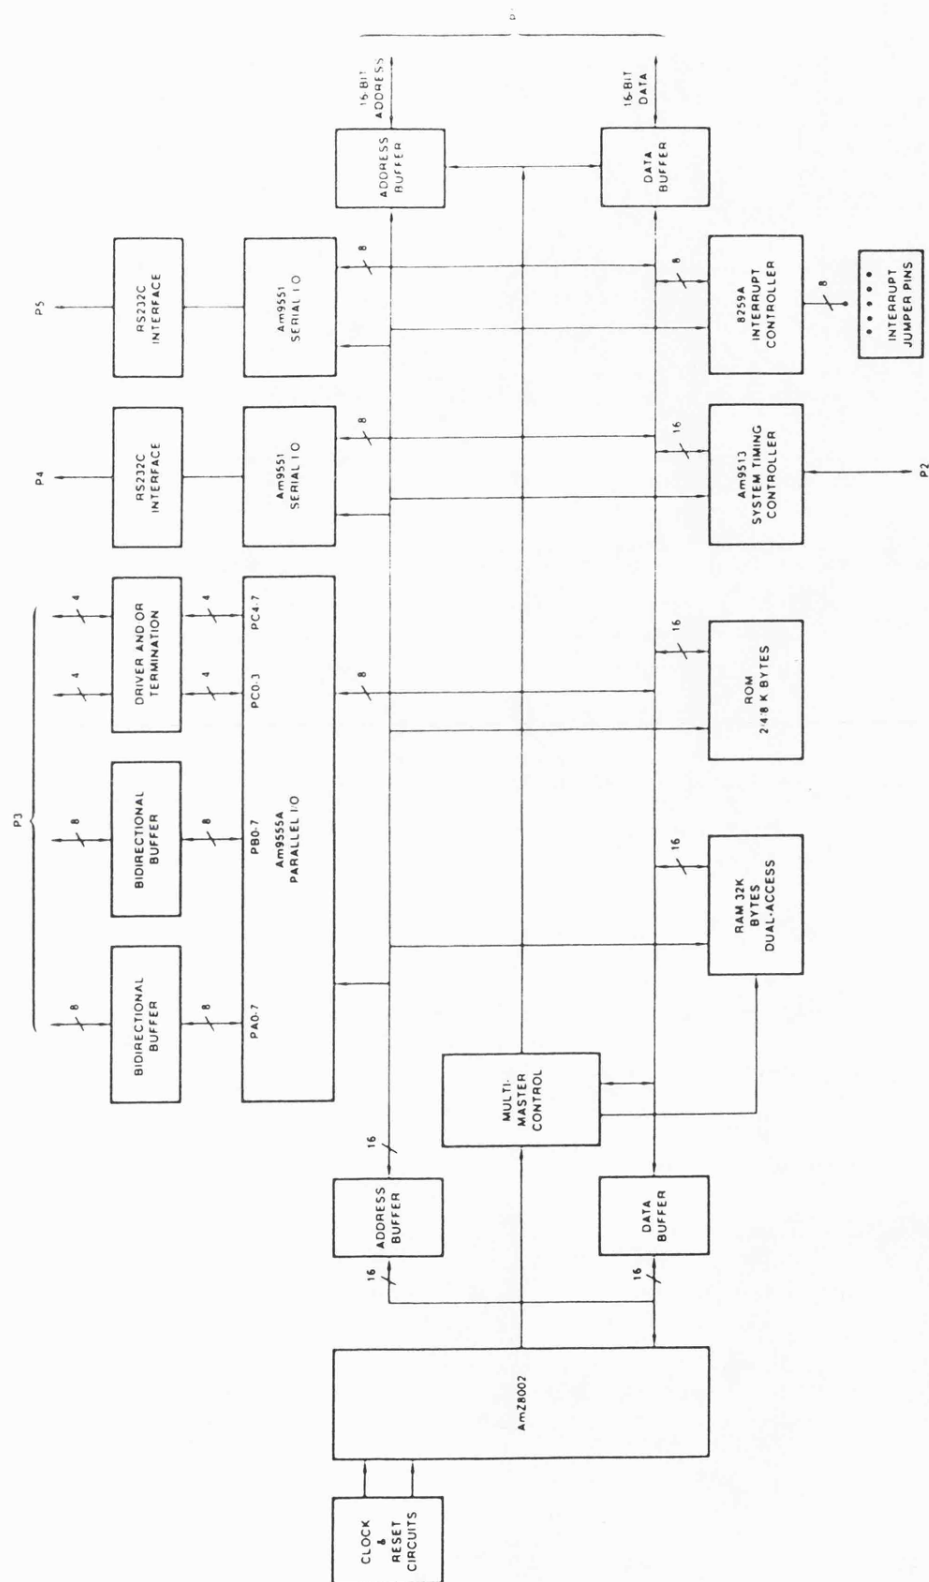 P3
P4
P5
8
8
4
4
BIDIRECTIONAL
BUFFER
BIDIRECTIONAL
BUFFER
DRIVER AND/OR
TERMINATION
RS232C
INTERFACE
RS232C
INTERFACE
8
8
4
4
PA0-7
PB0-7
PC0-3
PC4-7
Am9555A
PARALLEL I/O
Am9551
SERIAL I O
Am9551
SERIAL I O
16
8
8
8
16-BIT
ADDRESS
ADDRESS
BUFFER
ADDRESS
BUFFER
16
CLOCK
&
RESET
CIRCUITS
AmZ8002
MULTI-
MASTER
CONTROL
16
DATA
BUFFER
DATA
BUFFER
16-BIT
DATA
16
16
16
8
RAM 32K
BYTES
DUAL-ACCESS
ROM
2/4/8 K BYTES
Am9513
SYSTEM TIMING
CONTROLLER
8259A
INTERRUPT
CONTROLLER
8
P2
INTERRUPT
JUMPER PINS